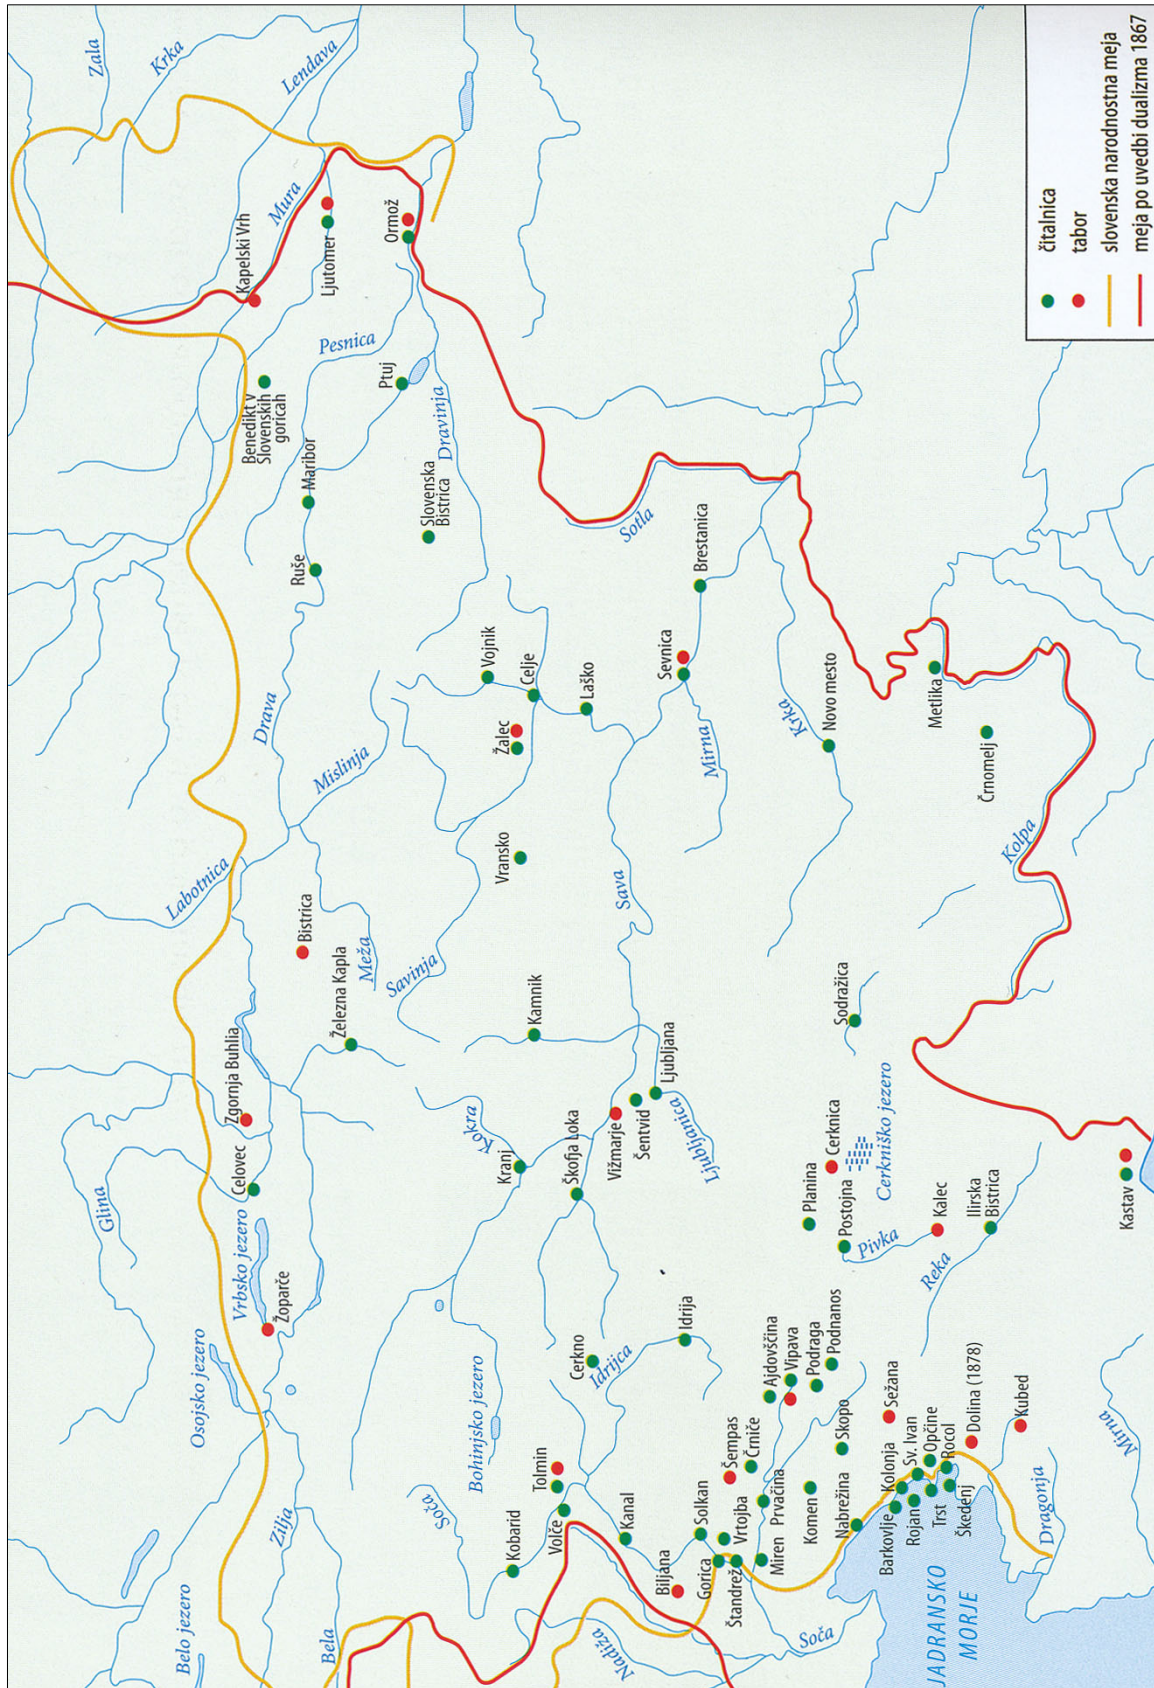 Zala
Krka
Lendava
Mura
Kapelski Vrh
Ljutomer
Ormož
Pesnica
Ptuj
Dravinja
Benedikt v
Slovenskih
goricah
Maribor
Ruše
Slovenska
Bistrica
Sotla
Brestanica
Drava
Mislinja
Vojnik
Celje
Žalec
Laško
Sevnica
Mirna
Krka
Novo mesto
Metlika
Črnomelj
Kolpa
Labotnica
Bistrica
Meža
Vransko
Savinja
Sava
Železna Kapla
Kamnik
Zgornja Buhlia
Celovec
Glina
Kokra
Kranj
Škofja Loka
Vižmarje
Šentvid
Ljubljana
Ljubljanica
Sodražica
Cerknica
Cerkniško jezero
Planina
Postojna
Pivka
Kalec
Ilirska
Bistrica
Reka
Kastav
Vrbsko jezero
Žoparče
Osojsko jezero
Zilja
Belo jezero
Bela
Bohinjsko jezero
Cerkno
Idrijca
Idrija
Soča
Tolmin
Volče
Kobarid
Kanal
Nadiža
Biljana
Solkan
Gorica
Vrtojba
Štandrež
Šempas
Črniče
Ajdovščina
Vipava
Podraga
Podnanos
Miren
Prvačina
Komen
Skopo
Soča
Nabrežina
Sežana
Barkovlje
Kolonja
Rojan
Sv. Ivan
Trst
Opčine
Škedenj
Rocol
Dolina (1878)
Kubed
Dragonja
Mirna
JADRANSKO
MORJE
čitalnica
tabor
slovenska narodnostna meja
meja po uvedbi dualizma 1867